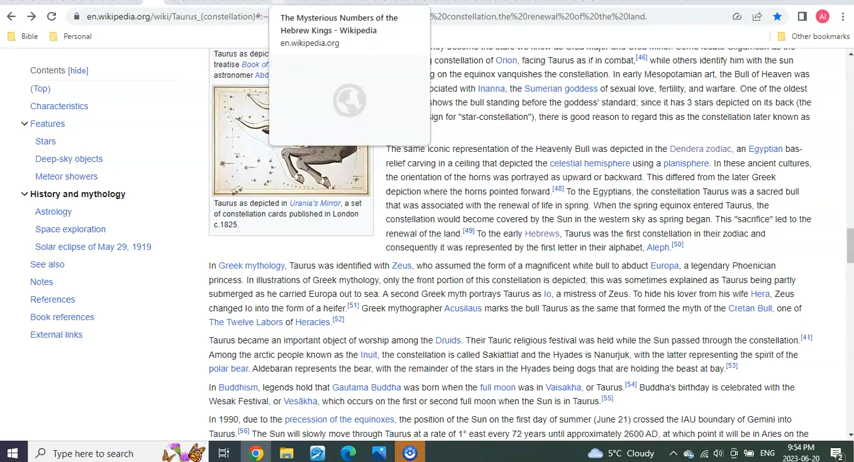 en.wikipedia.org/wiki/Taurus_(constellation)#:~
%20constellation,the%20renewal%20of%20the%20land.
AI
Bible
Personal
Other bookmarks
The Mysterious Numbers of the
Hebrew Kings - Wikipedia
en.wikipedia.org
Contents [hide]
(Top)
Characteristics
Features
Stars
Deep-sky objects
Meteor showers
History and mythology
Astrology
Space exploration
Solar eclipse of May 29, 1919
See also
Notes
References
Book references
External links
Taurus as depic
treatise Book of
astronomer Abd
Taurus as depicted in Urania's Mirror, a set
of constellation cards published in London
c.1825.
ng constellation of Orion, facing Taurus as if in combat,[46] while others identify him with the sun
g on the equinox vanquishes the constellation. In early Mesopotamian art, the Bull of Heaven was
ociated with Inanna, the Sumerian goddess of sexual love, fertility, and warfare. One of the oldest
shows the bull standing before the goddess' standard; since it has 3 stars depicted on its back (the
sign for "star-constellation"), there is good reason to regard this as the constellation later known as
The same iconic representation of the Heavenly Bull was depicted in the Dendera zodiac, an Egyptian bas-
relief carving in a ceiling that depicted the celestial hemisphere using a planisphere. In these ancient cultures,
the orientation of the horns was portrayed as upward or backward. This differed from the later Greek
depiction where the horns pointed forward.[48] To the Egyptians, the constellation Taurus was a sacred bull
that was associated with the renewal of life in spring. When the spring equinox entered Taurus, the
constellation would become covered by the Sun in the western sky as spring began. This "sacrifice" led to the
renewal of the land.[49] To the early Hebrews, Taurus was the first constellation in their zodiac and
consequently it was represented by the first letter in their alphabet, Aleph.[50]
In Greek mythology, Taurus was identified with Zeus, who assumed the form of a magnificent white bull to abduct Europa, a legendary Phoenician
princess. In illustrations of Greek mythology, only the front portion of this constellation is depicted; this was sometimes explained as Taurus being partly
submerged as he carried Europa out to sea. A second Greek myth portrays Taurus as Io, a mistress of Zeus. To hide his lover from his wife Hera, Zeus
changed Io into the form of a heifer.[51] Greek mythographer Acusilaus marks the bull Taurus as the same that formed the myth of the Cretan Bull, one of
The Twelve Labors of Heracles.[52]
Taurus became an important object of worship among the Druids. Their Tauric religious festival was held while the Sun passed through the constellation.[41]
Among the arctic people known as the Inuit, the constellation is called Sakiattiat and the Hyades is Nanurjuk, with the latter representing the spirit of the
polar bear. Aldebaran represents the bear, with the remainder of the stars in the Hyades being dogs that are holding the beast at bay.[53]
In Buddhism, legends hold that Gautama Buddha was born when the full moon was in Vaisakha, or Taurus.[54] Buddha's birthday is celebrated with the
Wesak Festival, or Vesākha, which occurs on the first or second full moon when the Sun is in Taurus.[55]
In 1990, due to the precession of the equinoxes, the position of the Sun on the first day of summer (June 21) crossed the IAU boundary of Gemini into
Taurus.[56] The Sun will slowly move through Taurus at a rate of 1° east every 72 years until approximately 2600 AD, at which point it will be in Aries on the
Type here to search
5°C Cloudy
ENG
9:54 PM
2023-06-20
2